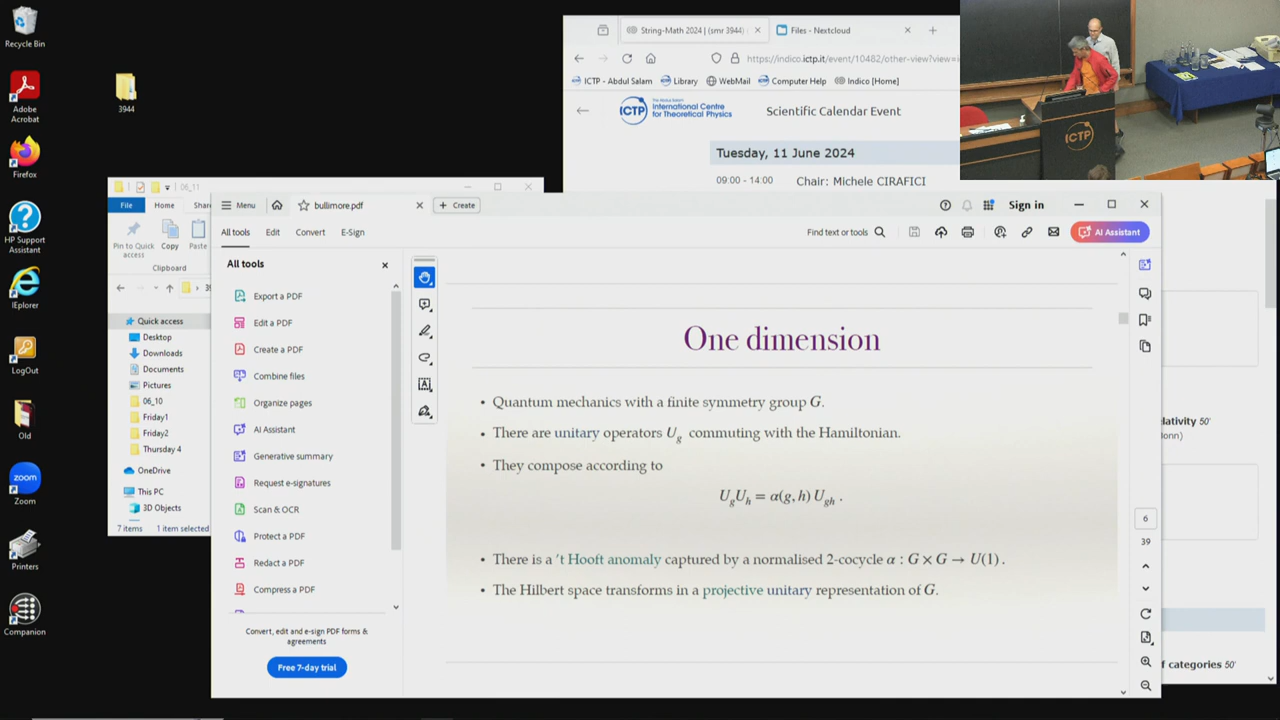 Recycle Bin
Adobe Acrobat
Firefox
HP Support Assistant
IEplorer
LogOut
Old
Zoom
Printers
Companion
3944
String-Math 2024 | (smr 3944)
Files - Nextcloud
https://indico.ictp.it/event/10482/other-view?view=i
ICTP - Abdul Salam
Library
WebMail
Computer Help
Indico [Home]
ICTP
International Centre for Theoretical Physics
Scientific Calendar Event
Tuesday, 11 June 2024
09:00 - 14:00 Chair: Michele CIRAFICI
ICTP
06_11
File Home Share
Pin to Quick access
Copy
Paste
Clipboard
Quick access
Desktop
Downloads
Documents
Pictures
06_10
Friday1
Friday2
Thursday 4
OneDrive
This PC
3D Objects
7 items 1 item selected
Menu
bullimore.pdf
Create
Sign in
All tools Edit Convert E-Sign
Find text or tools
AI Assistant
All tools
Export a PDF
Edit a PDF
Create a PDF
Combine files
Organize pages
AI Assistant
Generative summary
Request e-signatures
Scan & OCR
Protect a PDF
Redact a PDF
Compress a PDF
Convert, edit and e-sign PDF forms & agreements
Free 7-day trial
One dimension
• Quantum mechanics with a finite symmetry group G.
• There are unitary operators U_g commuting with the Hamiltonian.
• They compose according to
U_g U_h = α(g, h) U_gh .
• There is a 't Hooft anomaly captured by a normalised 2-cocycle α : G × G → U(1).
• The Hilbert space transforms in a projective unitary representation of G.
6
39
lativity 50'
onn)
f categories 50'